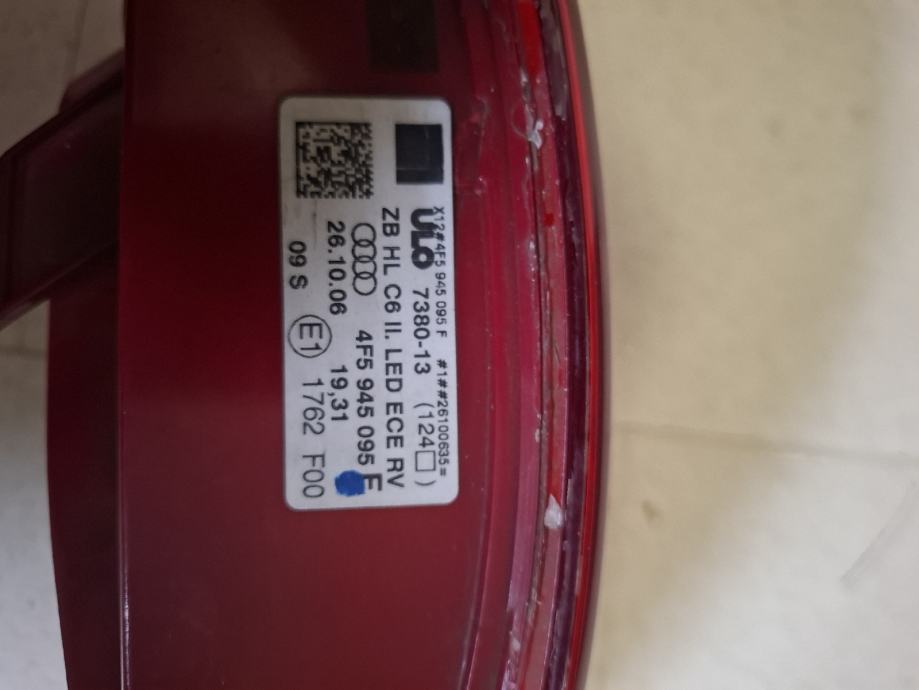 X12#4F5 945 095 F #1##26100635=
ULO 7380-13 (124□)
ZB HL C6 II. LED ECE RV
4F5 945 095 F
26.10.06 19,31
09 S E1 1762 F00